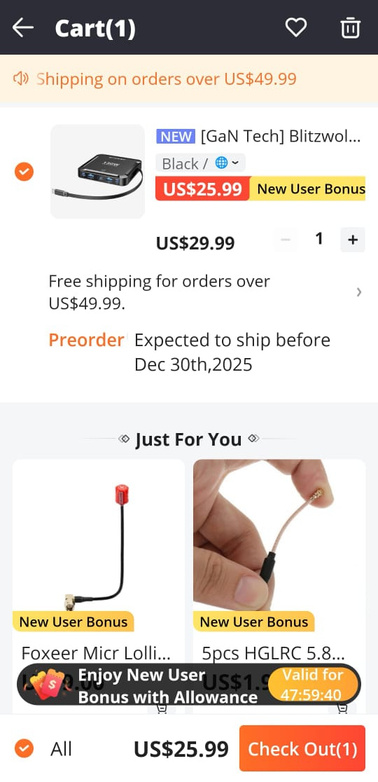 Cart(1)
Shipping on orders over US$49.99
NEW [GaN Tech] Blitzwol...
Black /
US$25.99 New User Bonus
US$29.99
1
Free shipping for orders over
US$49.99.
Preorder Expected to ship before
Dec 30th,2025
Just For You
New User Bonus
New User Bonus
Foxeer Micr Lolli...
5pcs HGLRC 5.8...
Enjoy New User
Bonus with Allowance
Valid for
47:59:40
All
US$25.99
Check Out(1)